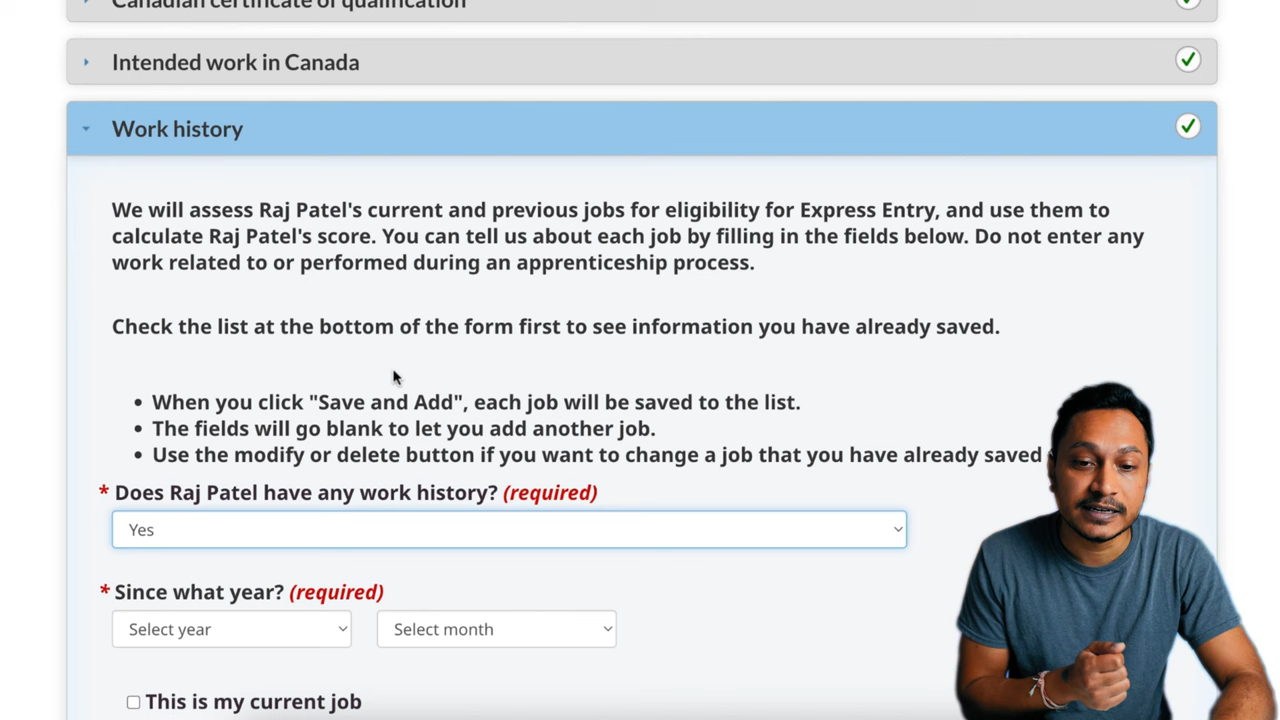 Canadian certificate of qualification
Intended work in Canada
Work history
We will assess Raj Patel's current and previous jobs for eligibility for Express Entry, and use them to
calculate Raj Patel's score. You can tell us about each job by filling in the fields below. Do not enter any
work related to or performed during an apprenticeship process.
Check the list at the bottom of the form first to see information you have already saved.
• When you click "Save and Add", each job will be saved to the list.
• The fields will go blank to let you add another job.
• Use the modify or delete button if you want to change a job that you have already saved
* Does Raj Patel have any work history? (required)
Yes
* Since what year? (required)
Select year Select month
This is my current job